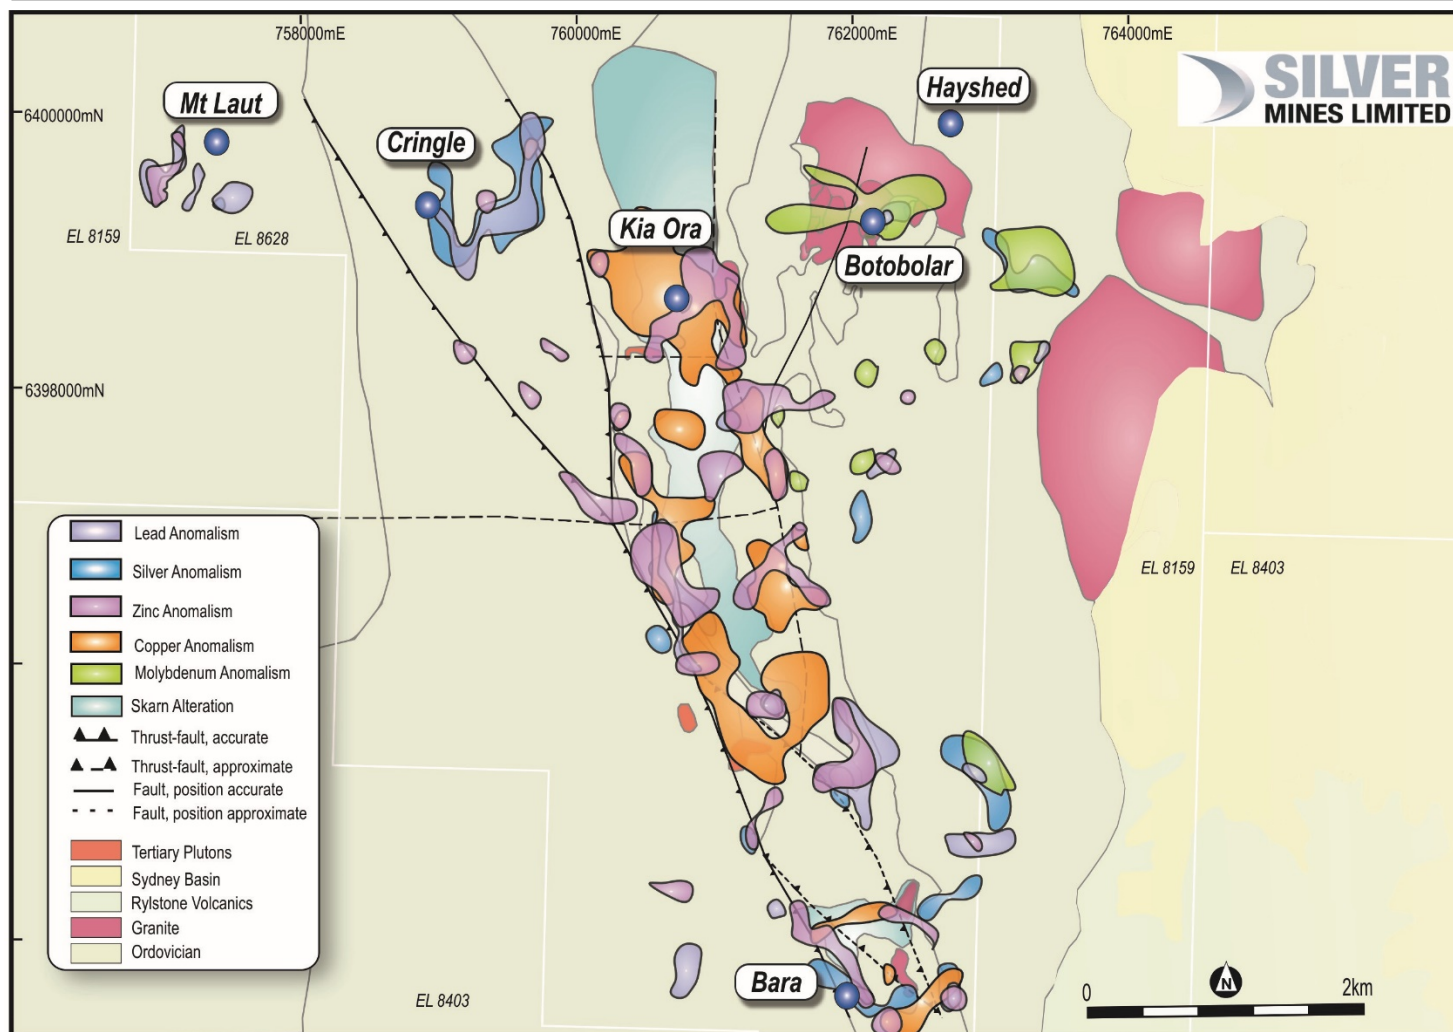 758000mE
760000mE
762000mE
764000mE
SILVER
MINES LIMITED
6400000mN
Mt Laut
Hayshed
Cringle
Kia Ora
EL 8159
EL 8628
Botobolar
6398000mN
Lead Anomalism
Silver Anomalism
Zinc Anomalism
Copper Anomalism
Molybdenum Anomalism
Skarn Alteration
Thrust-fault, accurate
Thrust-fault, approximate
Fault, position accurate
Fault, position approximate
Tertiary Plutons
Sydney Basin
Rylstone Volcanics
Granite
Ordovician
EL 8159
EL 8403
Bara
EL 8403
N
0
2km